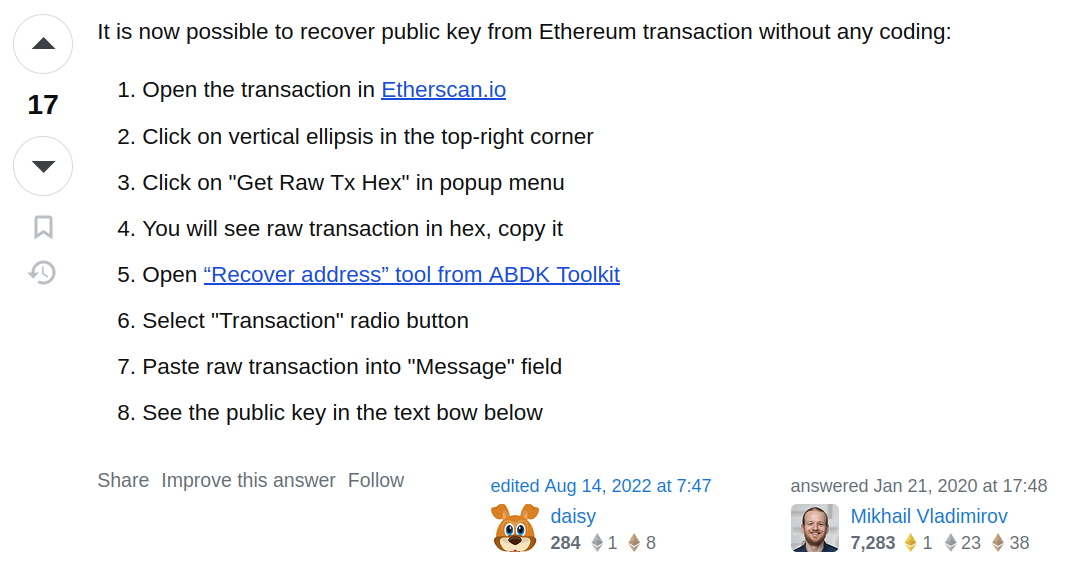 It is now possible to recover public key from Ethereum transaction without any coding:
17
1. Open the transaction in Etherscan.io
2. Click on vertical ellipsis in the top-right corner
3. Click on "Get Raw Tx Hex" in popup menu
4. You will see raw transaction in hex, copy it
5. Open “Recover address” tool from ABDK Toolkit
6. Select "Transaction" radio button
7. Paste raw transaction into "Message" field
8. See the public key in the text bow below
Share Improve this answer Follow
edited Aug 14, 2022 at 7:47
daisy
284 1 8
answered Jan 21, 2020 at 17:48
Mikhail Vladimirov
7,283 1 23 38